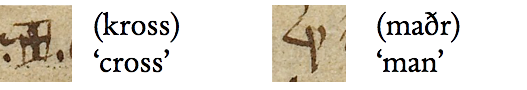 (kross)
‘cross’
(maðr)
‘man’